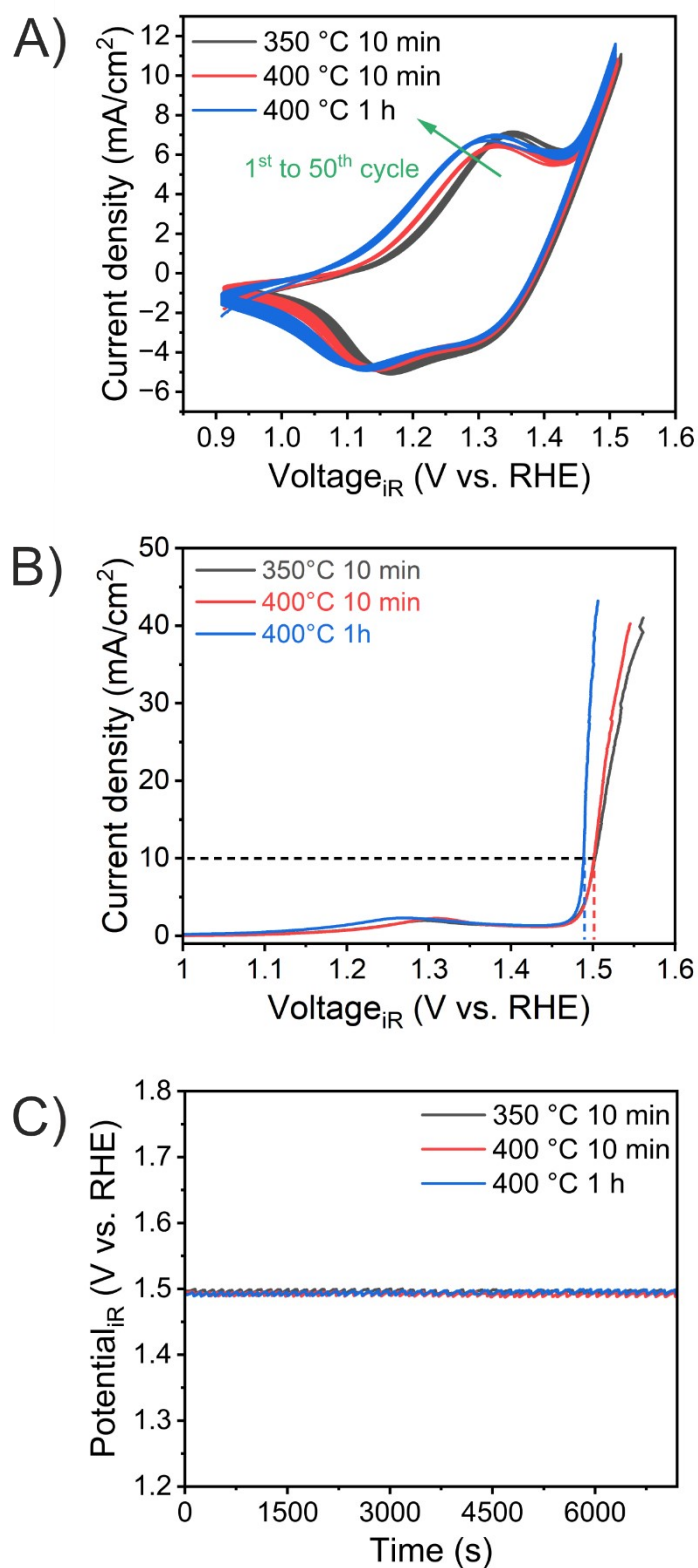 A)
Current density (mA/cm²)
12
10
8
6
4
2
0
−2
−4
−6
350 °C 10 min
400 °C 10 min
400 °C 1 h
1st to 50th cycle
0.9 1.0 1.1 1.2 1.3 1.4 1.5 1.6
VoltageiR (V vs. RHE)
B)
Current density (mA/cm²)
50
40
30
20
10
0
350°C 10 min
400°C 10 min
400°C 1h
1 1.1 1.2 1.3 1.4 1.5 1.6
VoltageiR (V vs. RHE)
C)
PotentialiR (V vs. RHE)
1.8
1.7
1.6
1.5
1.4
1.3
1.2
350 °C 10 min
400 °C 10 min
400 °C 1 h
0 1500 3000 4500 6000
Time (s)